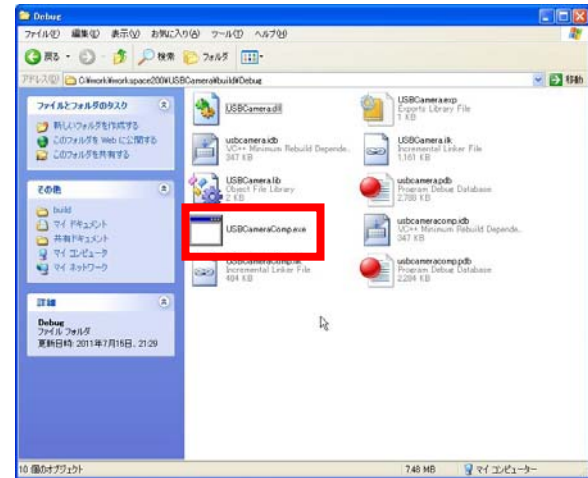 Debug
ファイル(F) 編集(E) 表示(V) お気に入り(A) ツール(T) ヘルプ(H)
戻る 検索 フォルダ
アドレス(D) C:¥work¥workspace200¥USBCamera¥build¥Debug 移動
ファイルとフォルダのタスク
新しいフォルダを作成する
このフォルダを Web に公開する
このフォルダを共有する
その他
build
マイ ドキュメント
共有ドキュメント
マイ コンピュータ
マイ ネットワーク
詳細
Debug
ファイル フォルダ
更新日時: 2011年7月15日、21:29
USBCamera.dll
USBCamera.exp
Exports Library File
1 KB
usbcamera.idb
VC++ Minimum Rebuild Depende...
347 KB
USBCamera.ilk
Incremental Linker File
1,161 KB
USBCamera.lib
Object File Library
2 KB
usbcamera.pdb
Program Debug Database
2,780 KB
USBCameraComp.exe
usbcameracomp.idb
VC++ Minimum Rebuild Depende...
347 KB
USBCameraComp.ilk
Incremental Linker File
484 KB
usbcameracomp.pdb
Program Debug Database
2,284 KB
10 個のオブジェクト 7.48 MB マイ コンピューター